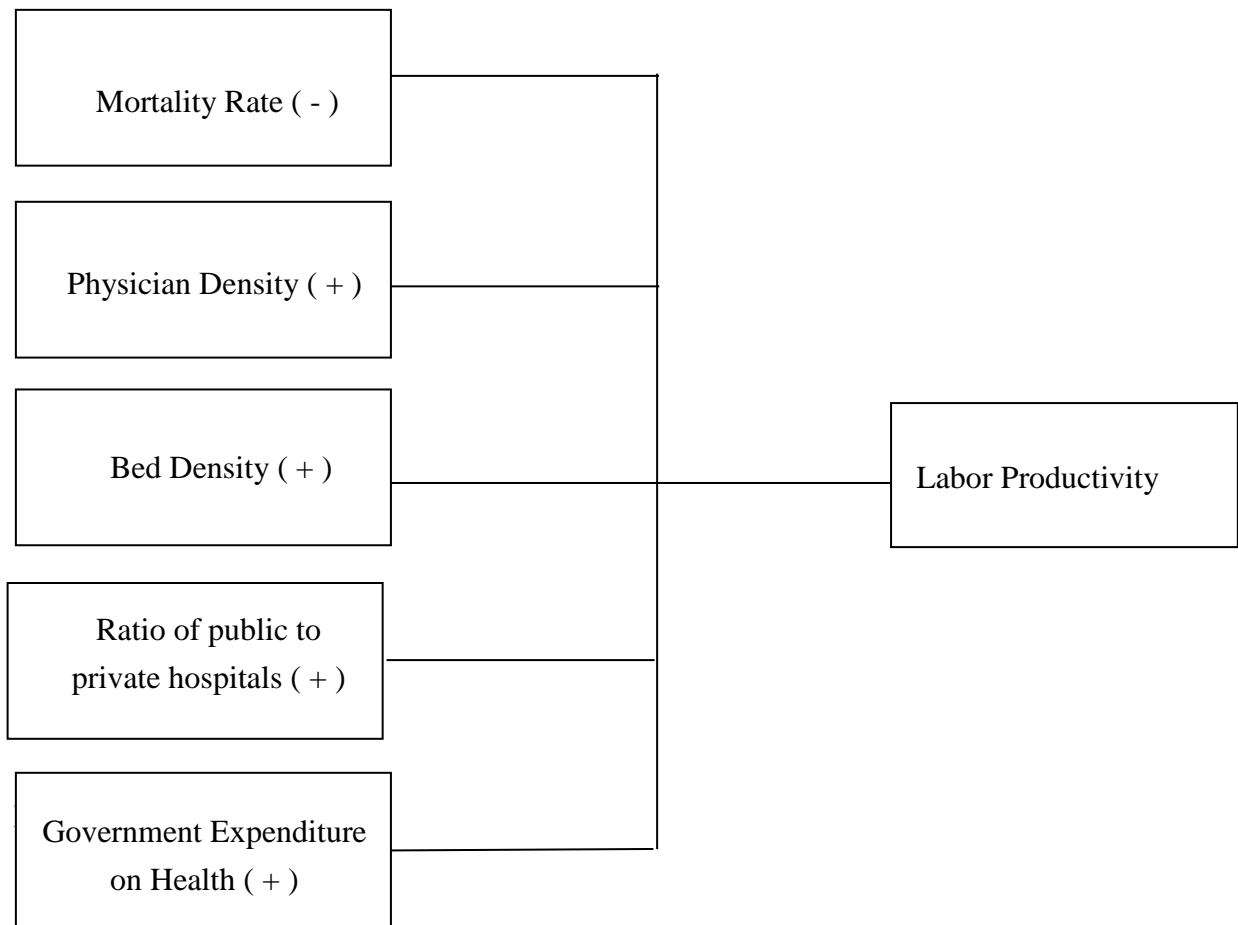 Mortality Rate ( - )
Physician Density ( + )
Bed Density ( + )
Labor Productivity
Ratio of public to
private hospitals ( + )
Government Expenditure
on Health ( + )